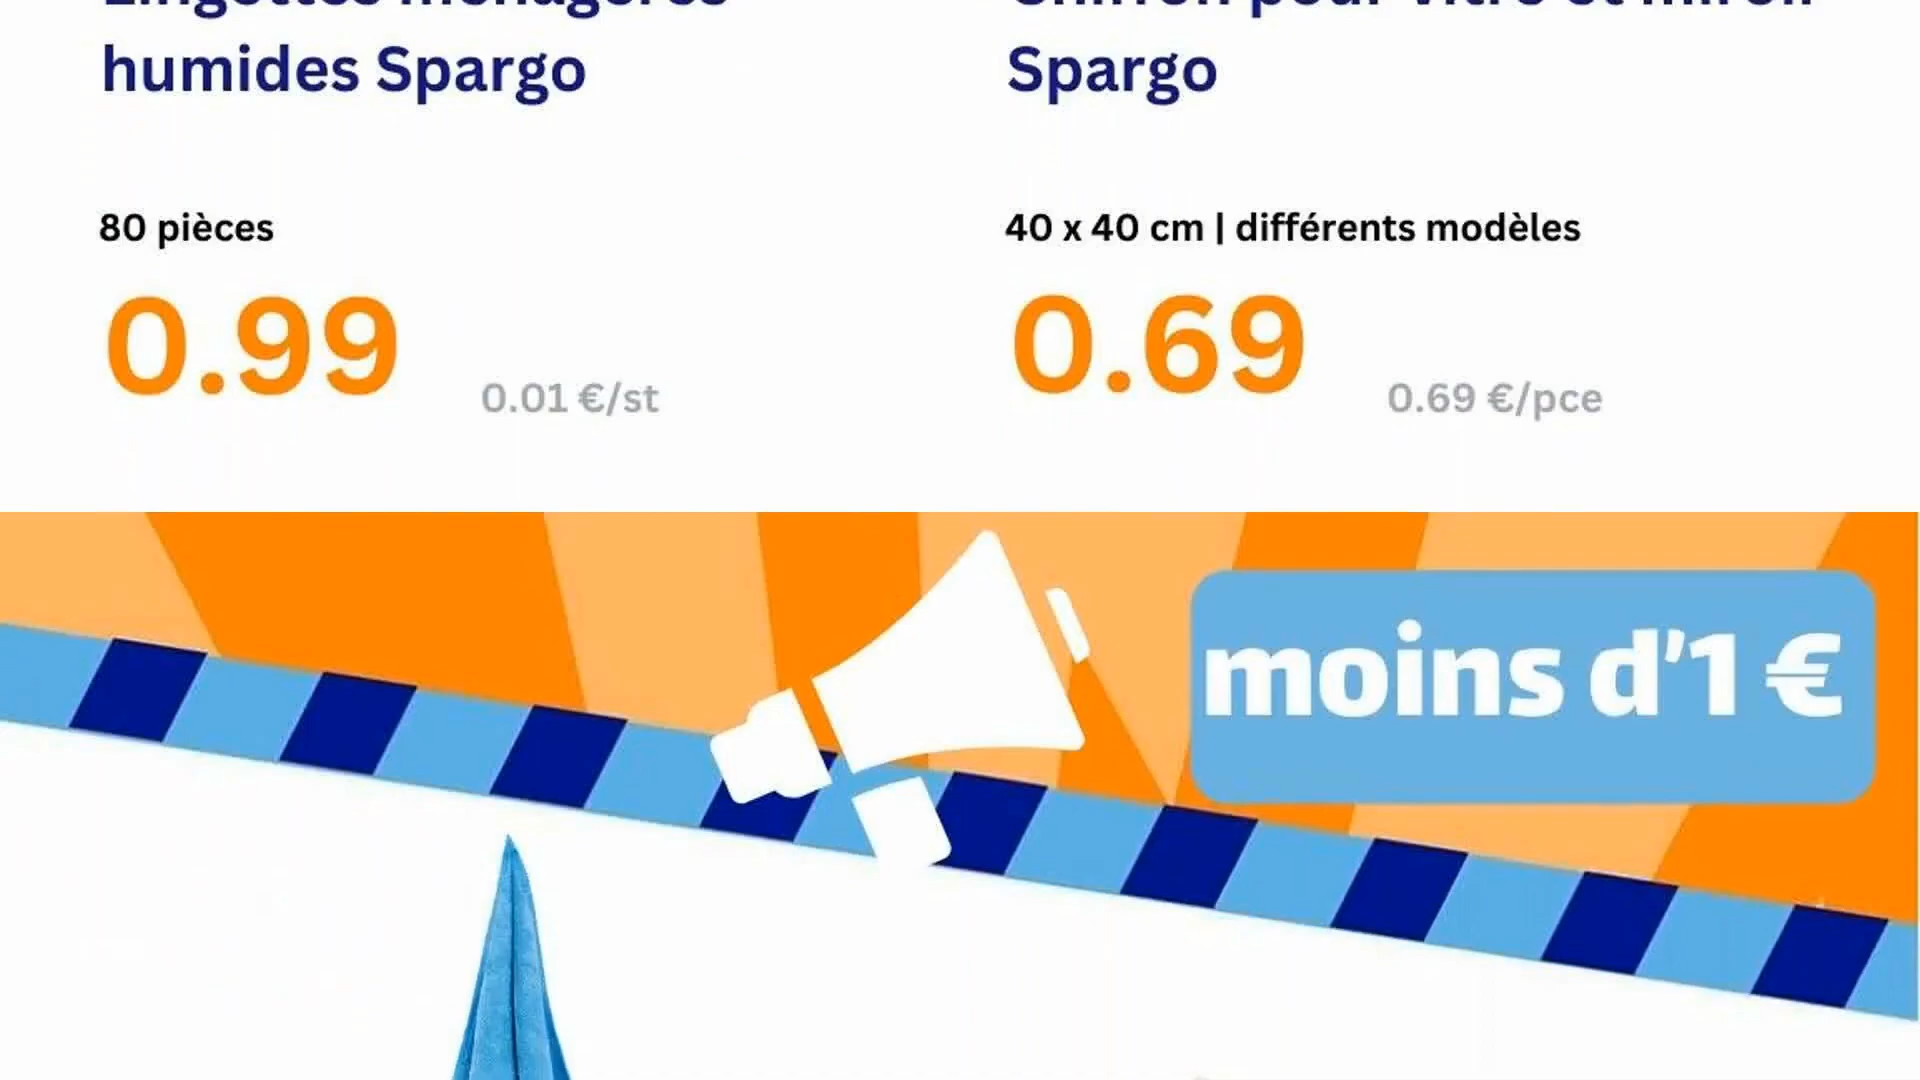 humides Spargo
80 pièces
0.99
0.01 €/st
Spargo
40 x 40 cm | différents modèles
0.69
0.69 €/pce
moins d'1 €